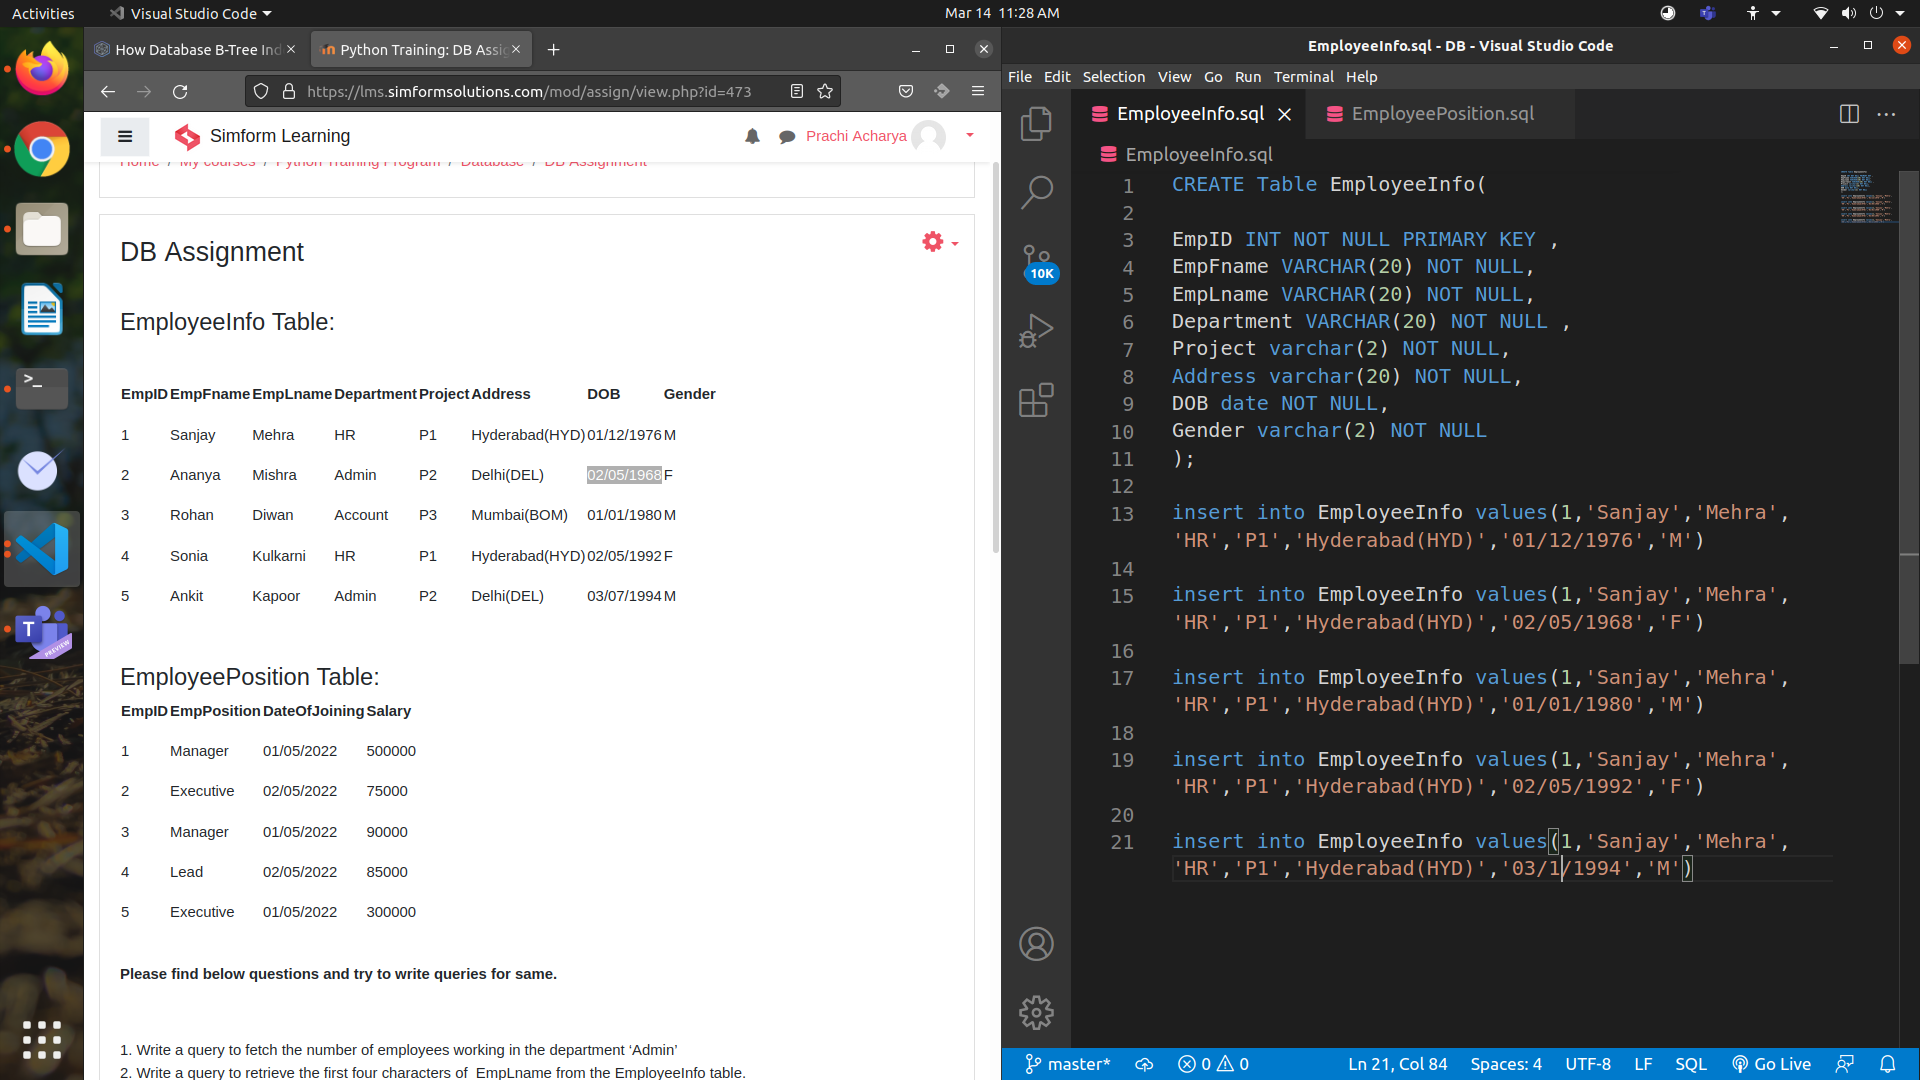 Activities
Visual Studio Code
Mar 14 11:28 AM
How Database B-Tree Ind
Python Training: DB Assig
https://lms.simformsolutions.com/mod/assign/view.php?id=473
Simform Learning
Prachi Acharya
Home / My courses / Python Training Program / Database / DB Assignment
DB Assignment
EmployeeInfo Table:
EmpID EmpFname EmpLname Department Project Address DOB Gender
1 Sanjay Mehra HR P1 Hyderabad(HYD) 01/12/1976 M
2 Ananya Mishra Admin P2 Delhi(DEL) 02/05/1968 F
3 Rohan Diwan Account P3 Mumbai(BOM) 01/01/1980 M
4 Sonia Kulkarni HR P1 Hyderabad(HYD) 02/05/1992 F
5 Ankit Kapoor Admin P2 Delhi(DEL) 03/07/1994 M
EmployeePosition Table:
EmpID EmpPosition DateOfJoining Salary
1 Manager 01/05/2022 500000
2 Executive 02/05/2022 75000
3 Manager 01/05/2022 90000
4 Lead 02/05/2022 85000
5 Executive 01/05/2022 300000
Please find below questions and try to write queries for same.
1. Write a query to fetch the number of employees working in the department ‘Admin’
2. Write a query to retrieve the first four characters of EmpLname from the EmployeeInfo table.
T
PREVIEW
EmployeeInfo.sql - DB - Visual Studio Code
File Edit Selection View Go Run Terminal Help
EmployeeInfo.sql
EmployeePosition.sql
EmployeeInfo.sql
10K
1 CREATE Table EmployeeInfo(
2
3 EmpID INT NOT NULL PRIMARY KEY ,
4 EmpFname VARCHAR(20) NOT NULL,
5 EmpLname VARCHAR(20) NOT NULL,
6 Department VARCHAR(20) NOT NULL ,
7 Project varchar(2) NOT NULL,
8 Address varchar(20) NOT NULL,
9 DOB date NOT NULL,
10 Gender varchar(2) NOT NULL
11 );
12
13 insert into EmployeeInfo values(1,'Sanjay','Mehra',
'HR','P1','Hyderabad(HYD)','01/12/1976','M')
14
15 insert into EmployeeInfo values(1,'Sanjay','Mehra',
'HR','P1','Hyderabad(HYD)','02/05/1968','F')
16
17 insert into EmployeeInfo values(1,'Sanjay','Mehra',
'HR','P1','Hyderabad(HYD)','01/01/1980','M')
18
19 insert into EmployeeInfo values(1,'Sanjay','Mehra',
'HR','P1','Hyderabad(HYD)','02/05/1992','F')
20
21 insert into EmployeeInfo values(1,'Sanjay','Mehra',
'HR','P1','Hyderabad(HYD)','03/1/1994','M')
master* 0 0 Ln 21, Col 84 Spaces: 4 UTF-8 LF SQL Go Live